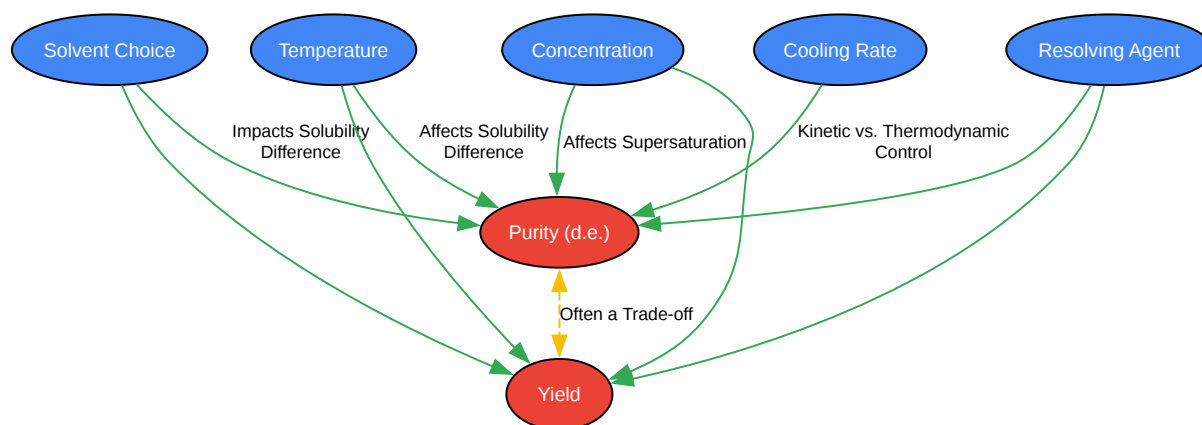 Solvent Choice
Temperature
Concentration
Cooling Rate
Resolving Agent
Impacts Solubility
Difference
Affects Solubility
Difference
Affects Supersaturation
Kinetic vs. Thermodynamic
Control
Purity (d.e.)
Often a Trade-off
Yield